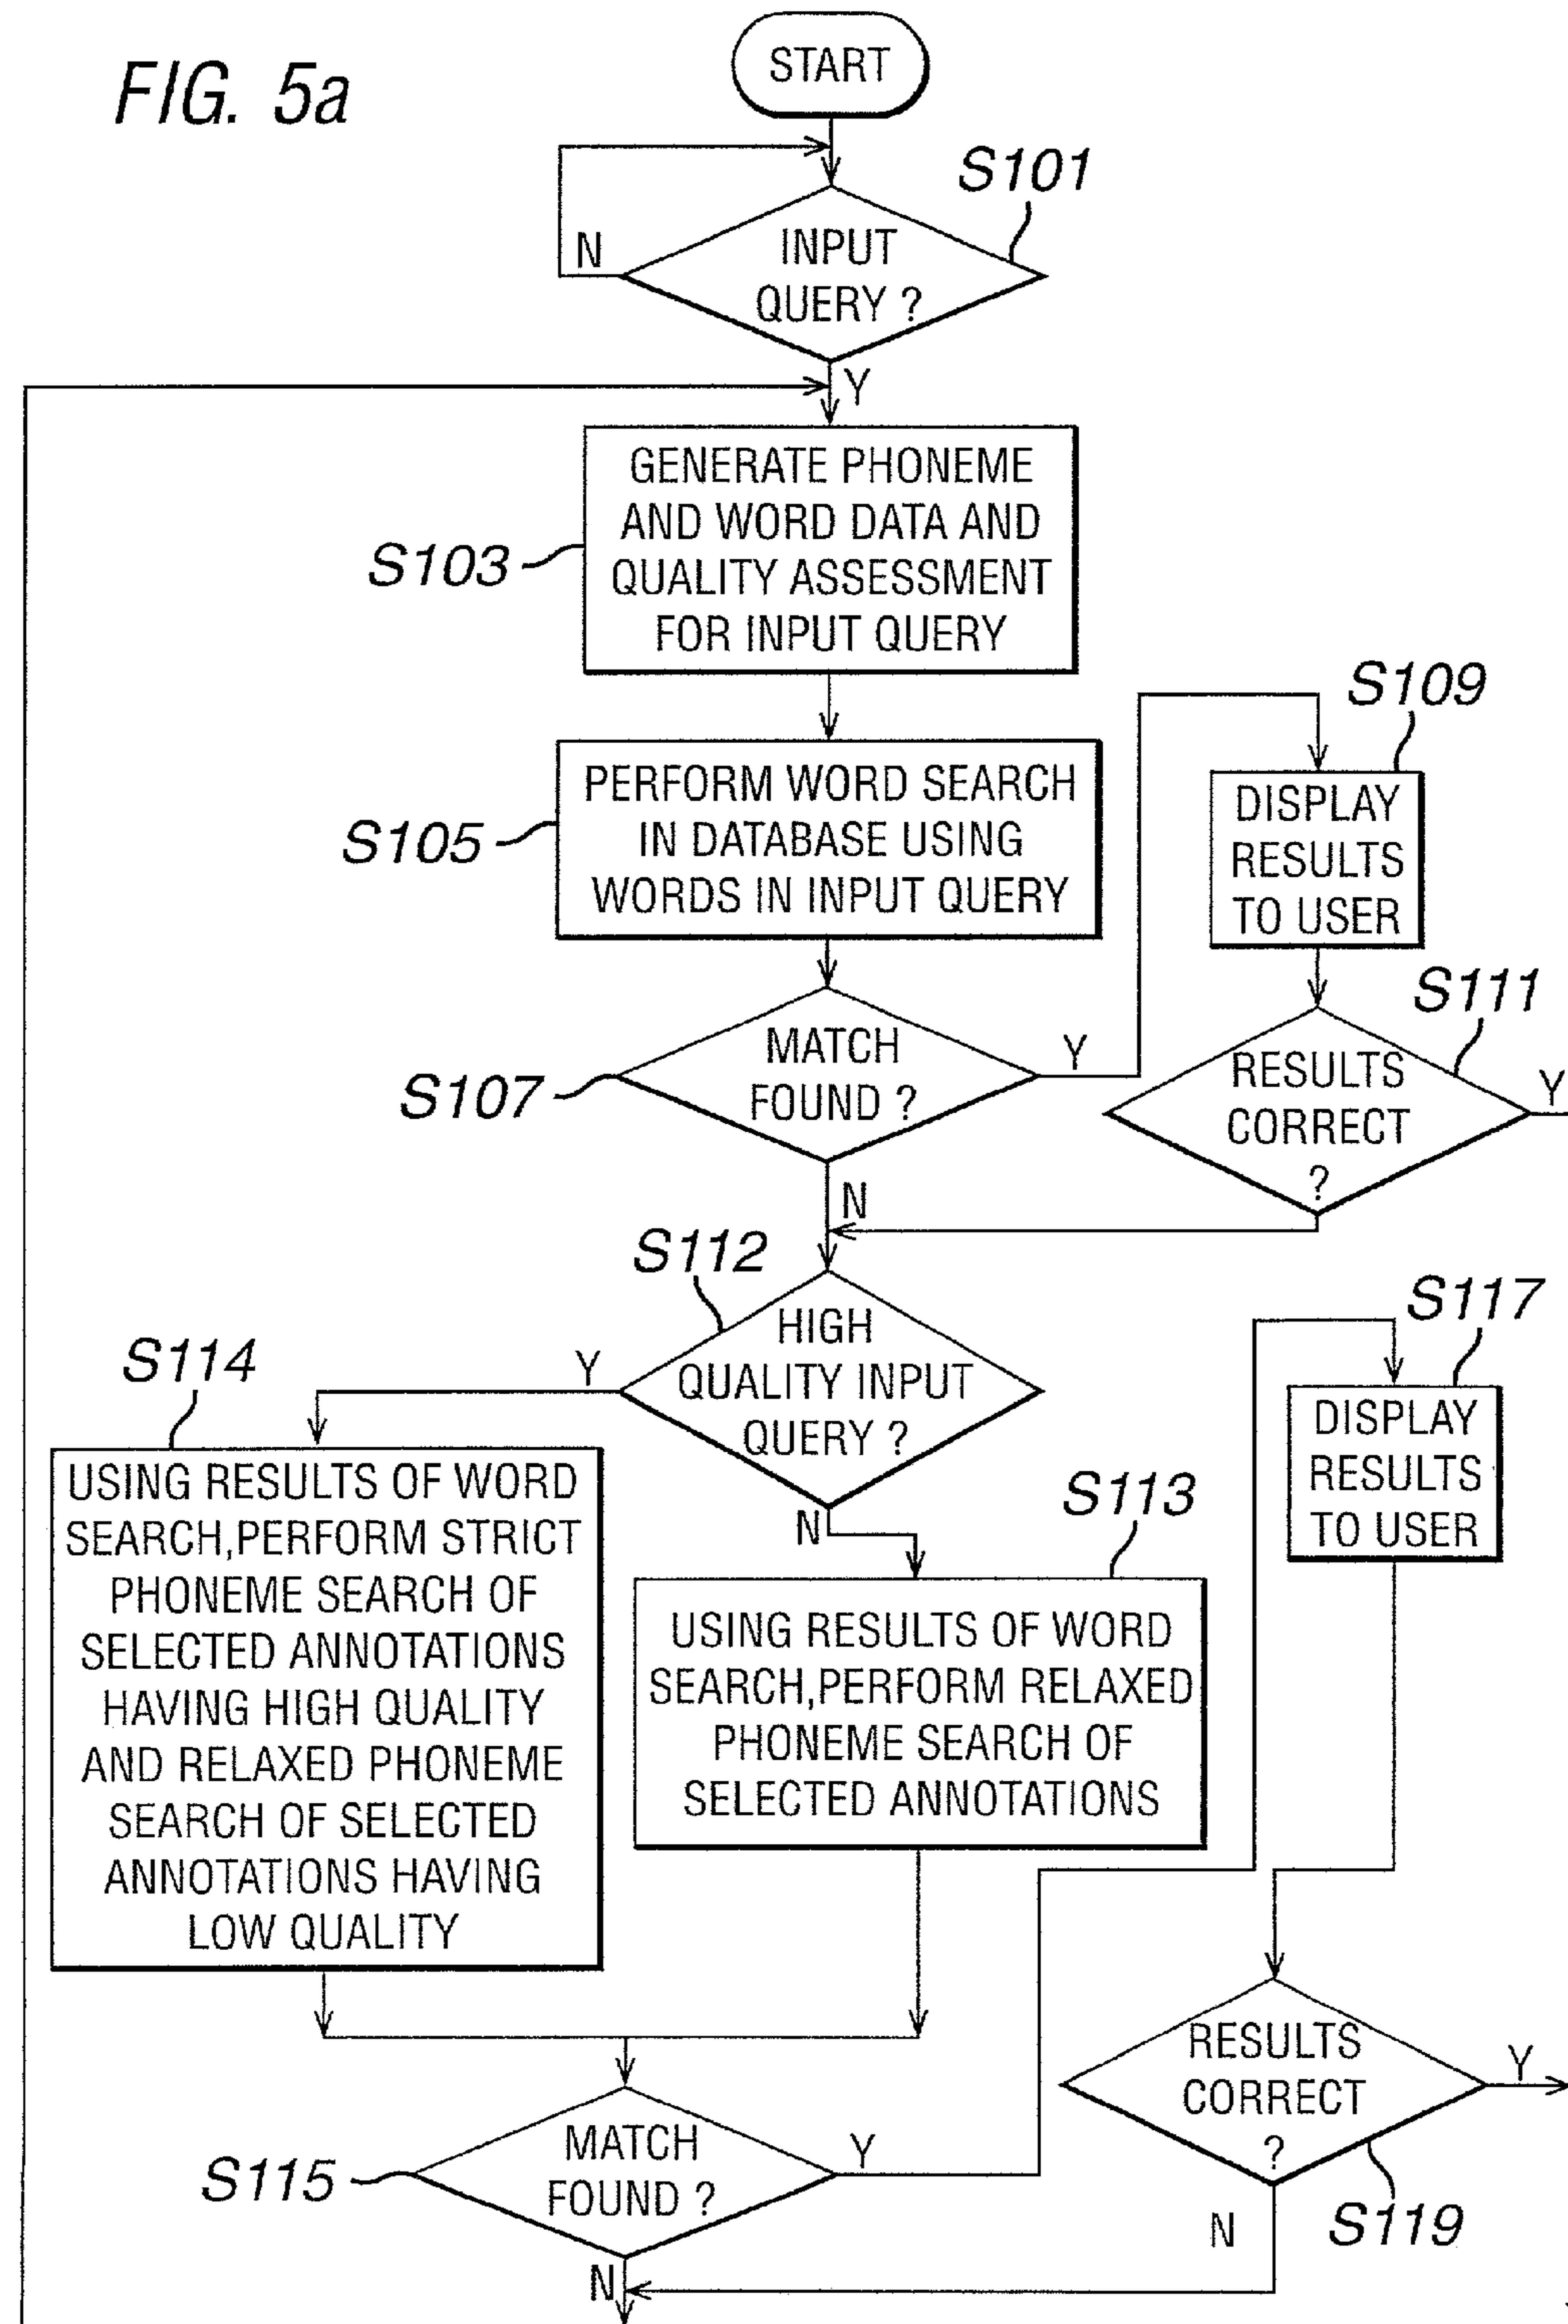 FIG. 5a
START
S101
N
INPUT
QUERY ?
Y
GENERATE PHONEME
AND WORD DATA AND
QUALITY ASSESSMENT
FOR INPUT QUERY
S103
S109
PERFORM WORD SEARCH
IN DATABASE USING
WORDS IN INPUT QUERY
S105
DISPLAY
RESULTS
TO USER
S111
MATCH
FOUND ?
Y
S107
RESULTS
CORRECT
?
Y
N
S112
HIGH
QUALITY INPUT
QUERY ?
Y
N
S117
S114
DISPLAY
RESULTS
TO USER
USING RESULTS OF WORD
SEARCH,PERFORM STRICT
PHONEME SEARCH OF
SELECTED ANNOTATIONS
HAVING HIGH QUALITY
AND RELAXED PHONEME
SEARCH OF SELECTED
ANNOTATIONS HAVING
LOW QUALITY
S113
USING RESULTS OF WORD
SEARCH,PERFORM RELAXED
PHONEME SEARCH OF
SELECTED ANNOTATIONS
RESULTS
CORRECT
?
Y
MATCH
FOUND ?
Y
S115
N
S119
N